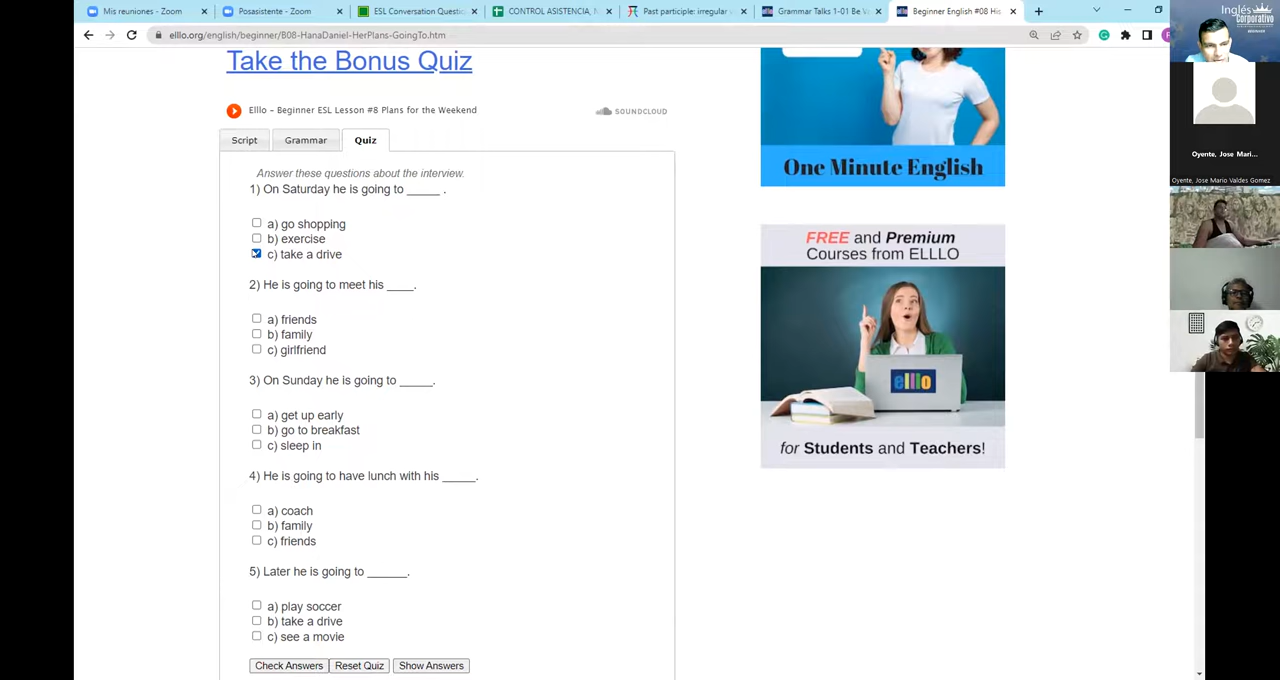 Mis reuniones - Zoom
Posasistente - Zoom
ESL Conversation Questi
CONTROL ASISTENCIA, N
Past participle: irregular
Grammar Talks 1-01 Be V
Beginner English #08 His
elllo.org/english/beginner/B08-HanaDaniel-HerPlans-GoingTo.htm
Inglés
Corporativo
BEGINNER
Take the Bonus Quiz
Elllo - Beginner ESL Lesson #8 Plans for the Weekend
SOUNDCLOUD
Script
Grammar
Quiz
Answer these questions about the interview.
1) On Saturday he is going to _____ .
a) go shopping
b) exercise
c) take a drive
2) He is going to meet his ____.
a) friends
b) family
c) girlfriend
3) On Sunday he is going to _____.
a) get up early
b) go to breakfast
c) sleep in
4) He is going to have lunch with his _____.
a) coach
b) family
c) friends
5) Later he is going to ______.
a) play soccer
b) take a drive
c) see a movie
Check Answers
Reset Quiz
Show Answers
One Minute English
FREE and Premium
Courses from ELLLO
elllo
for Students and Teachers!
Oyente, Jose Mari...
Oyente, Jose Mario Valdes Gomez